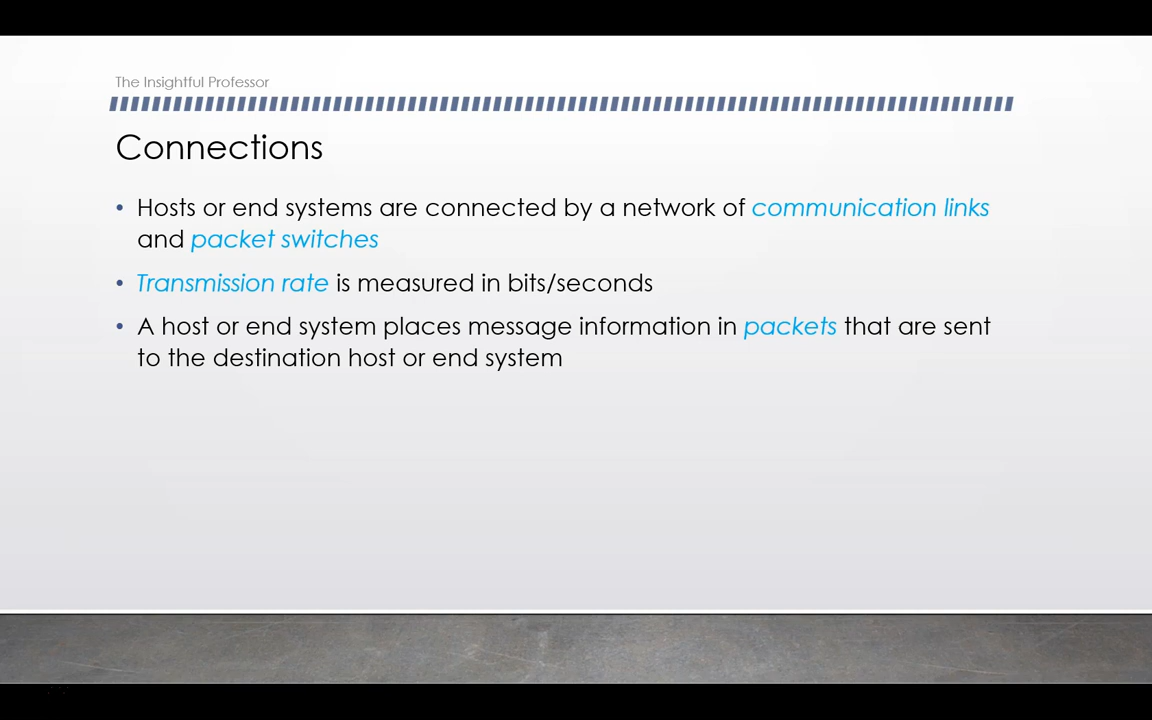 The Insightful Professor
Connections
• Hosts or end systems are connected by a network of communication links
and packet switches
• Transmission rate is measured in bits/seconds
• A host or end system places message information in packets that are sent
to the destination host or end system